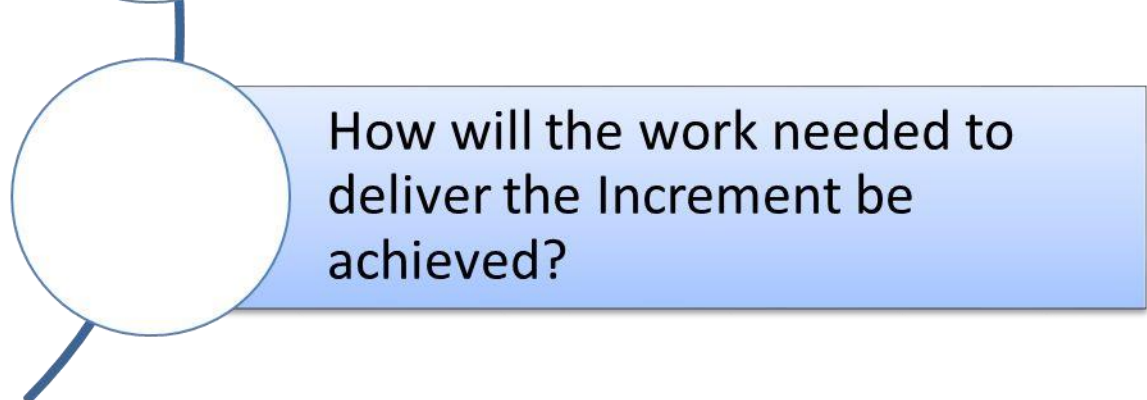 How will the work needed to
deliver the Increment be
achieved?